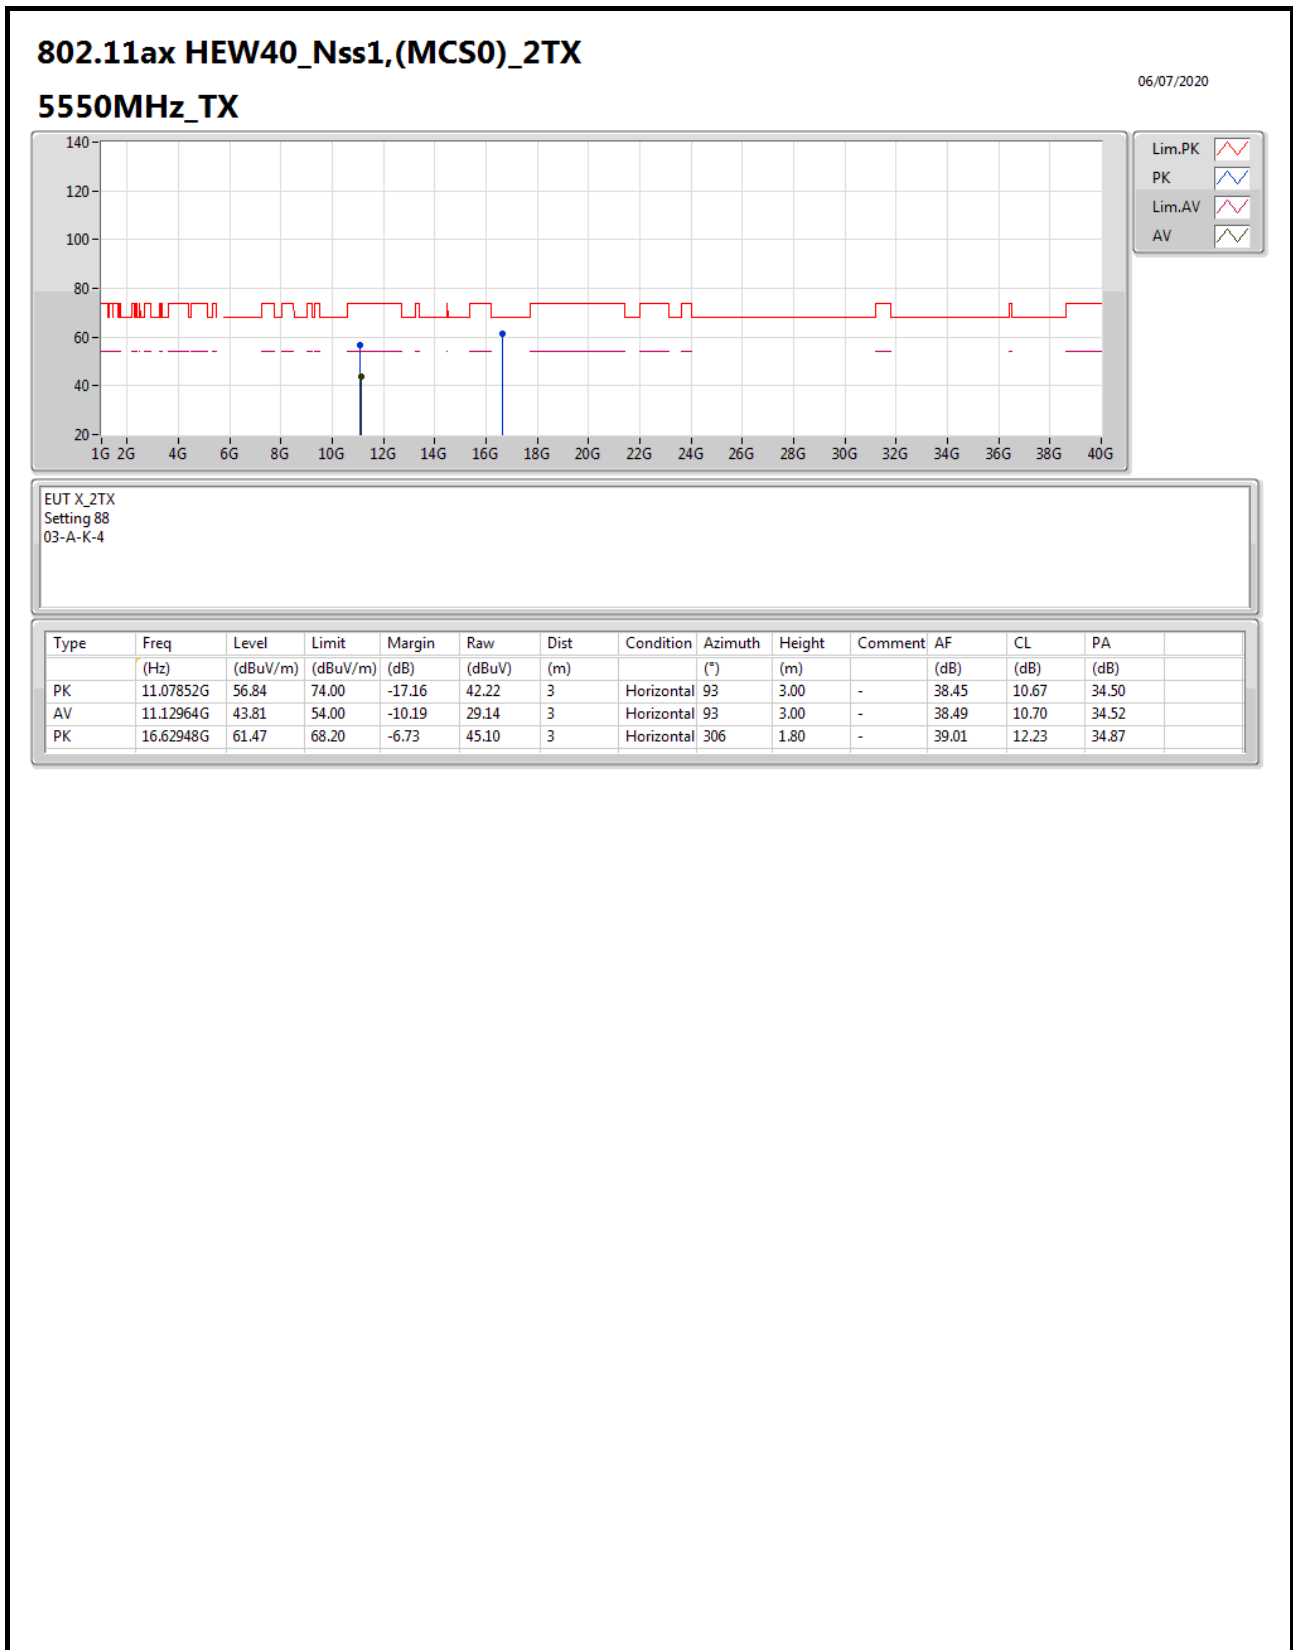 802.11ax HEW40_Nss1,(MCS0)_2TX
06/07/2020
5550MHz_TX
140
120
100
80
60
40
20
1G 2G 4G 6G 8G 10G 12G 14G 16G 18G 20G 22G 24G 26G 28G 30G 32G 34G 36G 38G 40G
Lim.PK
PK
Lim.AV
AV
EUT X_2TX
Setting 88
03-A-K-4
Type Freq Level Limit Margin Raw Dist Condition Azimuth Height Comment AF CL PA
(Hz) (dBuV/m) (dBuV/m) (dB) (dBuV) (m) (°) (m) (dB) (dB) (dB)
PK 11.07852G 56.84 74.00 -17.16 42.22 3 Horizontal 93 3.00 - 38.45 10.67 34.50
AV 11.12964G 43.81 54.00 -10.19 29.14 3 Horizontal 93 3.00 - 38.49 10.70 34.52
PK 16.62948G 61.47 68.20 -6.73 45.10 3 Horizontal 306 1.80 - 39.01 12.23 34.87